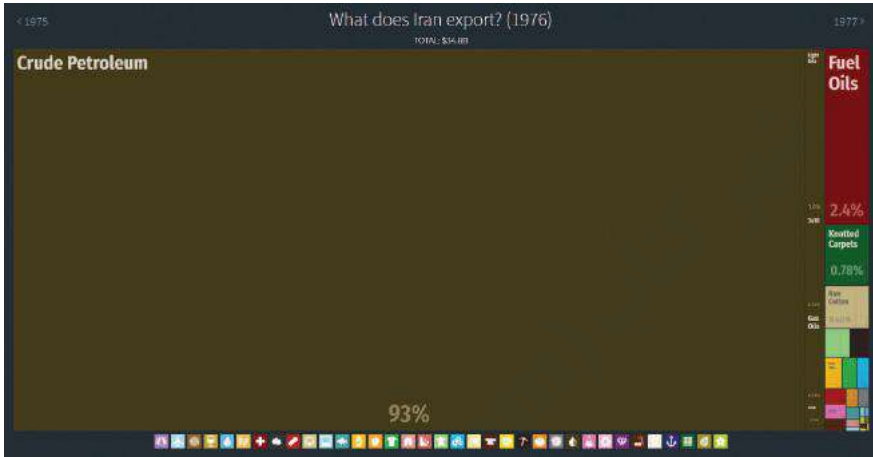 < 1975
What does Iran export? (1976)
1977 >
Crude Petroleum
93%
Fuel
Oils
2.4%
Knotted
Carpets
0.78%
Raw
Cotton
Gas
Oils